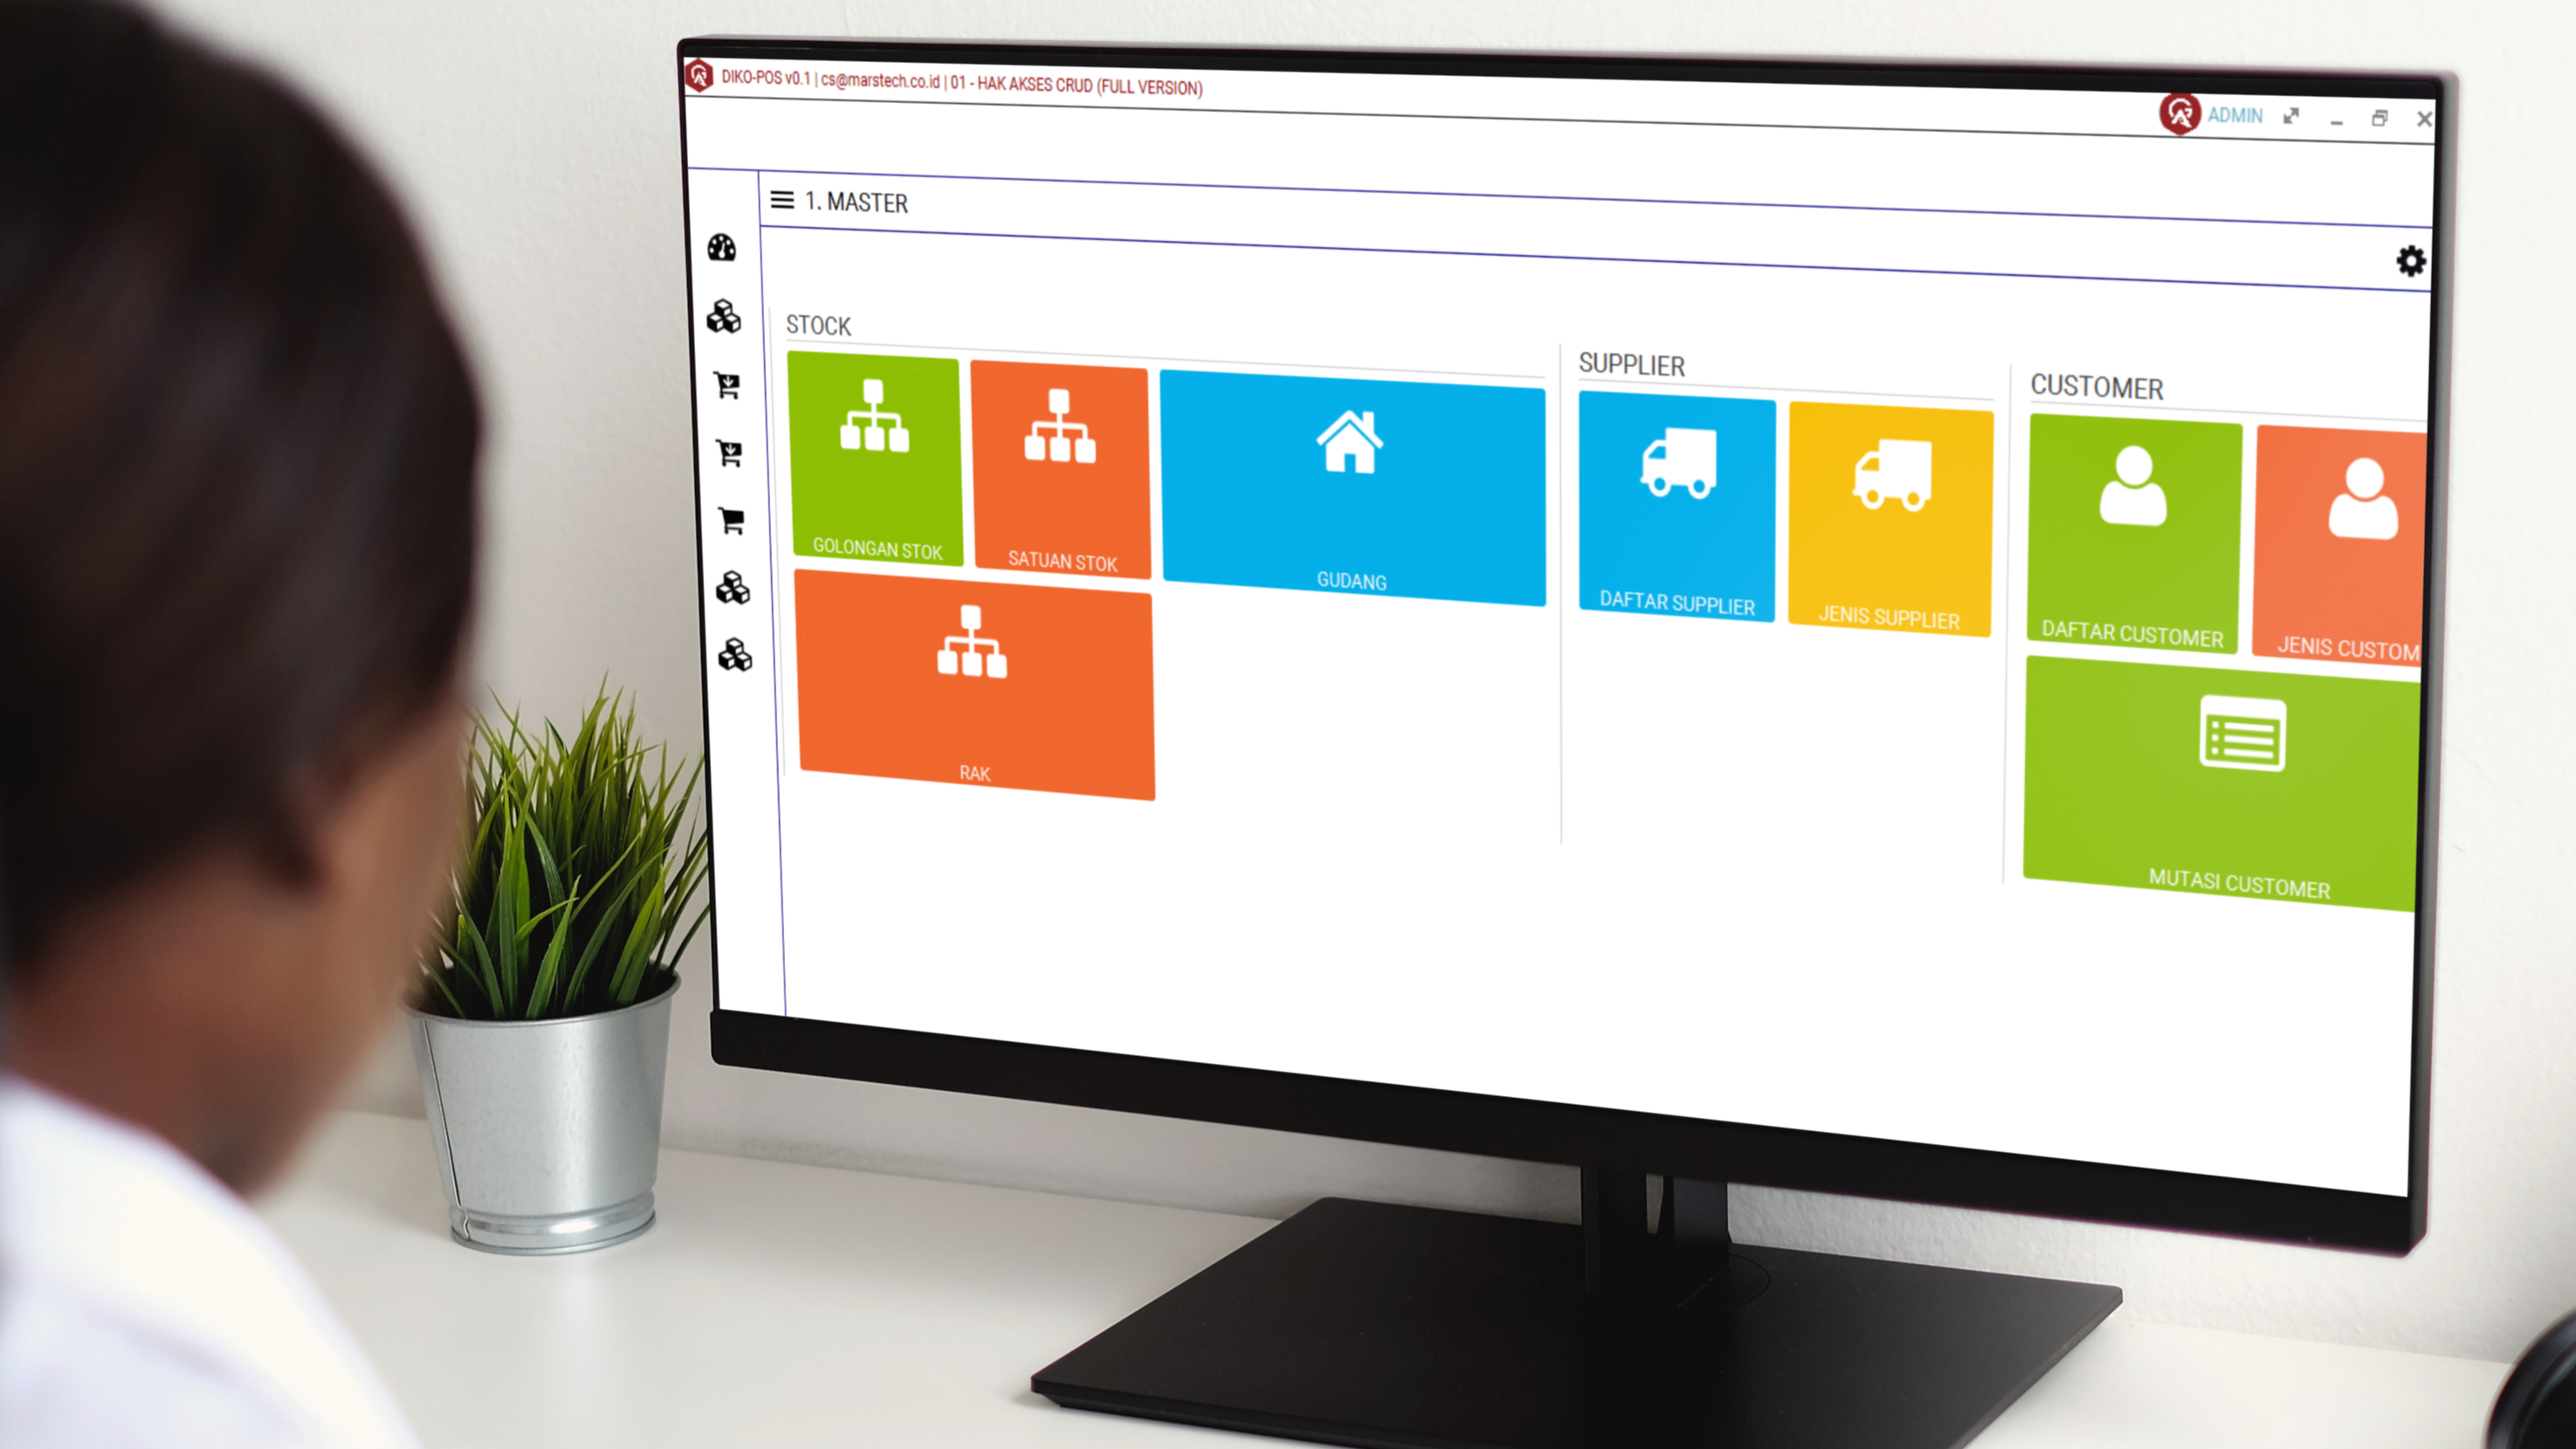 DIKO-POS v0.1 | cs@marstech.co.id | 01 - HAK AKSES CRUD (FULL VERSION)
ADMIN
1. MASTER
STOCK
GOLONGAN STOK
SATUAN STOK
GUDANG
RAK
SUPPLIER
DAFTAR SUPPLIER
JENIS SUPPLIER
CUSTOMER
DAFTAR CUSTOMER
JENIS CUSTOM
MUTASI CUSTOMER